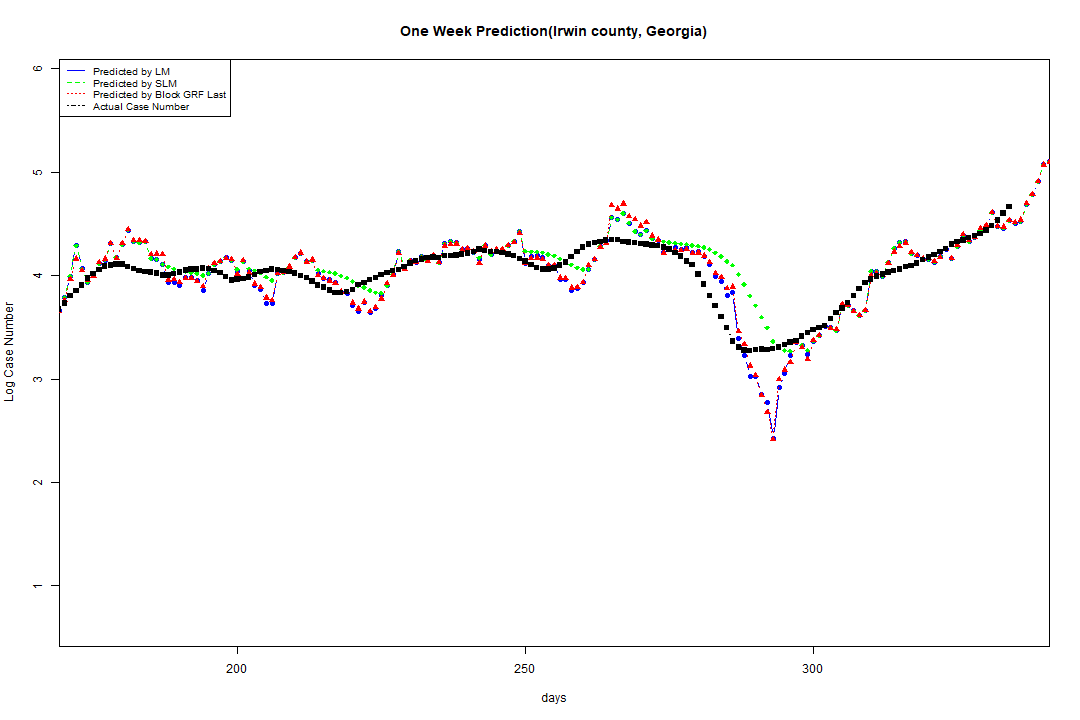 One Week Prediction(Irwin county, Georgia)
Predicted by LM
Predicted by SLM
Predicted by Block GRF Last
Actual Case Number
6
5
4
3
2
1
Log Case Number
200
250
300
days